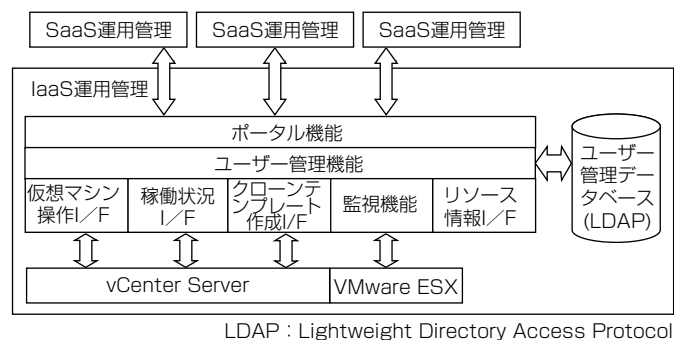 SaaS運用管理
SaaS運用管理
SaaS運用管理
IaaS運用管理
ポータル機能
ユーザー管理機能
仮想マシン
操作I/F
稼働状況
I/F
クローンテ
ンプレート
作成I/F
監視機能
リソース
情報I/F
ユーザー
管理デー
タベース
(LDAP)
vCenter Server
VMware ESX
LDAP：Lightweight Directory Access Protocol